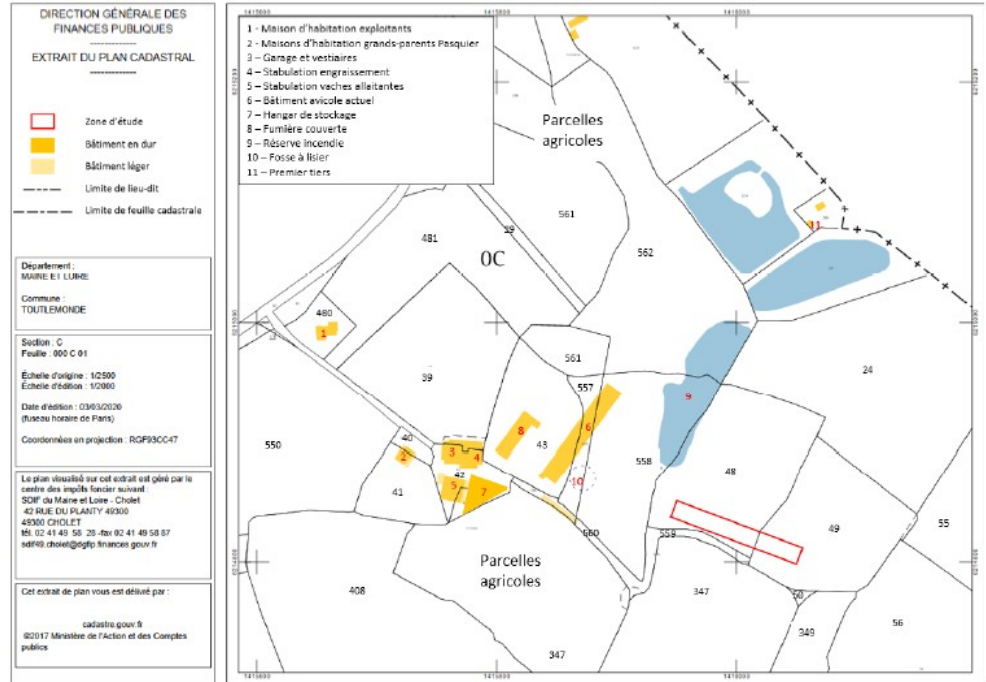 DIRECTION GÉNÉRALE DES
FINANCES PUBLIQUES
-------------
EXTRAIT DU PLAN CADASTRAL
-------------
Zone d'étude
Bâtiment en dur
Bâtiment léger
Limite de lieu-dit
Limite de feuille cadastrale
Département :
MAINE ET LOIRE
Commune :
TOUTLEMONDE
Section : C
Feuille : 000 C 01
Échelle d'origine : 1/2500
Échelle d'édition : 1/2000
Date d'édition : 03/03/2020
(fuseau horaire de Paris)
Coordonnées en projection : RGF93CC47
Le plan visualisé sur cet extrait est géré par le
centre des impôts foncier suivant :
SDIF du Maine et Loire - Cholet
42 RUE DU PLANTY 49300
49300 CHOLET
tél. 02 41 49 58 28 -fax 02 41 49 58 87
sdif49.cholet@dgfip.finances.gouv.fr
Cet extrait de plan vous est délivré par :
cadastre.gouv.fr
©2017 Ministère de l'Action et des Comptes
publics
1 - Maison d'habitation exploitants
2 - Maisons d'habitation grands-parents Pasquier
3 – Garage et vestiaires
4 – Stabulation engraissement
5 – Stabulation vaches allaitantes
6 – Bâtiment avicole actuel
7 – Hangar de stockage
8 – Fumière couverte
9 – Réserve incendie
10 – Fosse à lisier
11 – Premier tiers
Parcelles
agricoles
561
29
481
0C
562
11
480
1
39
561
557
24
9
550
40
2
3
4
8
43
6
42
5
7
10
41
558
48
49
55
560
559
Parcelles
agricoles
408
347
347
50
349
56